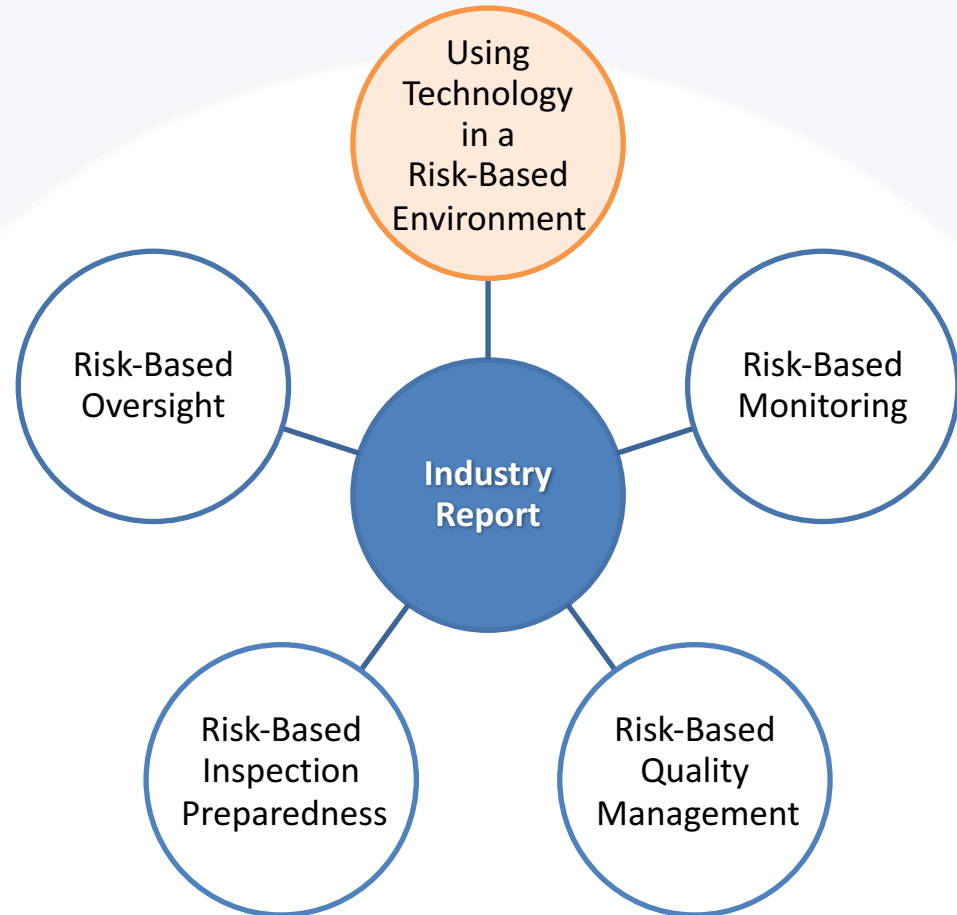 Using
Technology
in a
Risk-Based
Environment
Risk-Based
Oversight
Risk-Based
Monitoring
Industry
Report
Risk-Based
Inspection
Preparedness
Risk-Based
Quality
Management